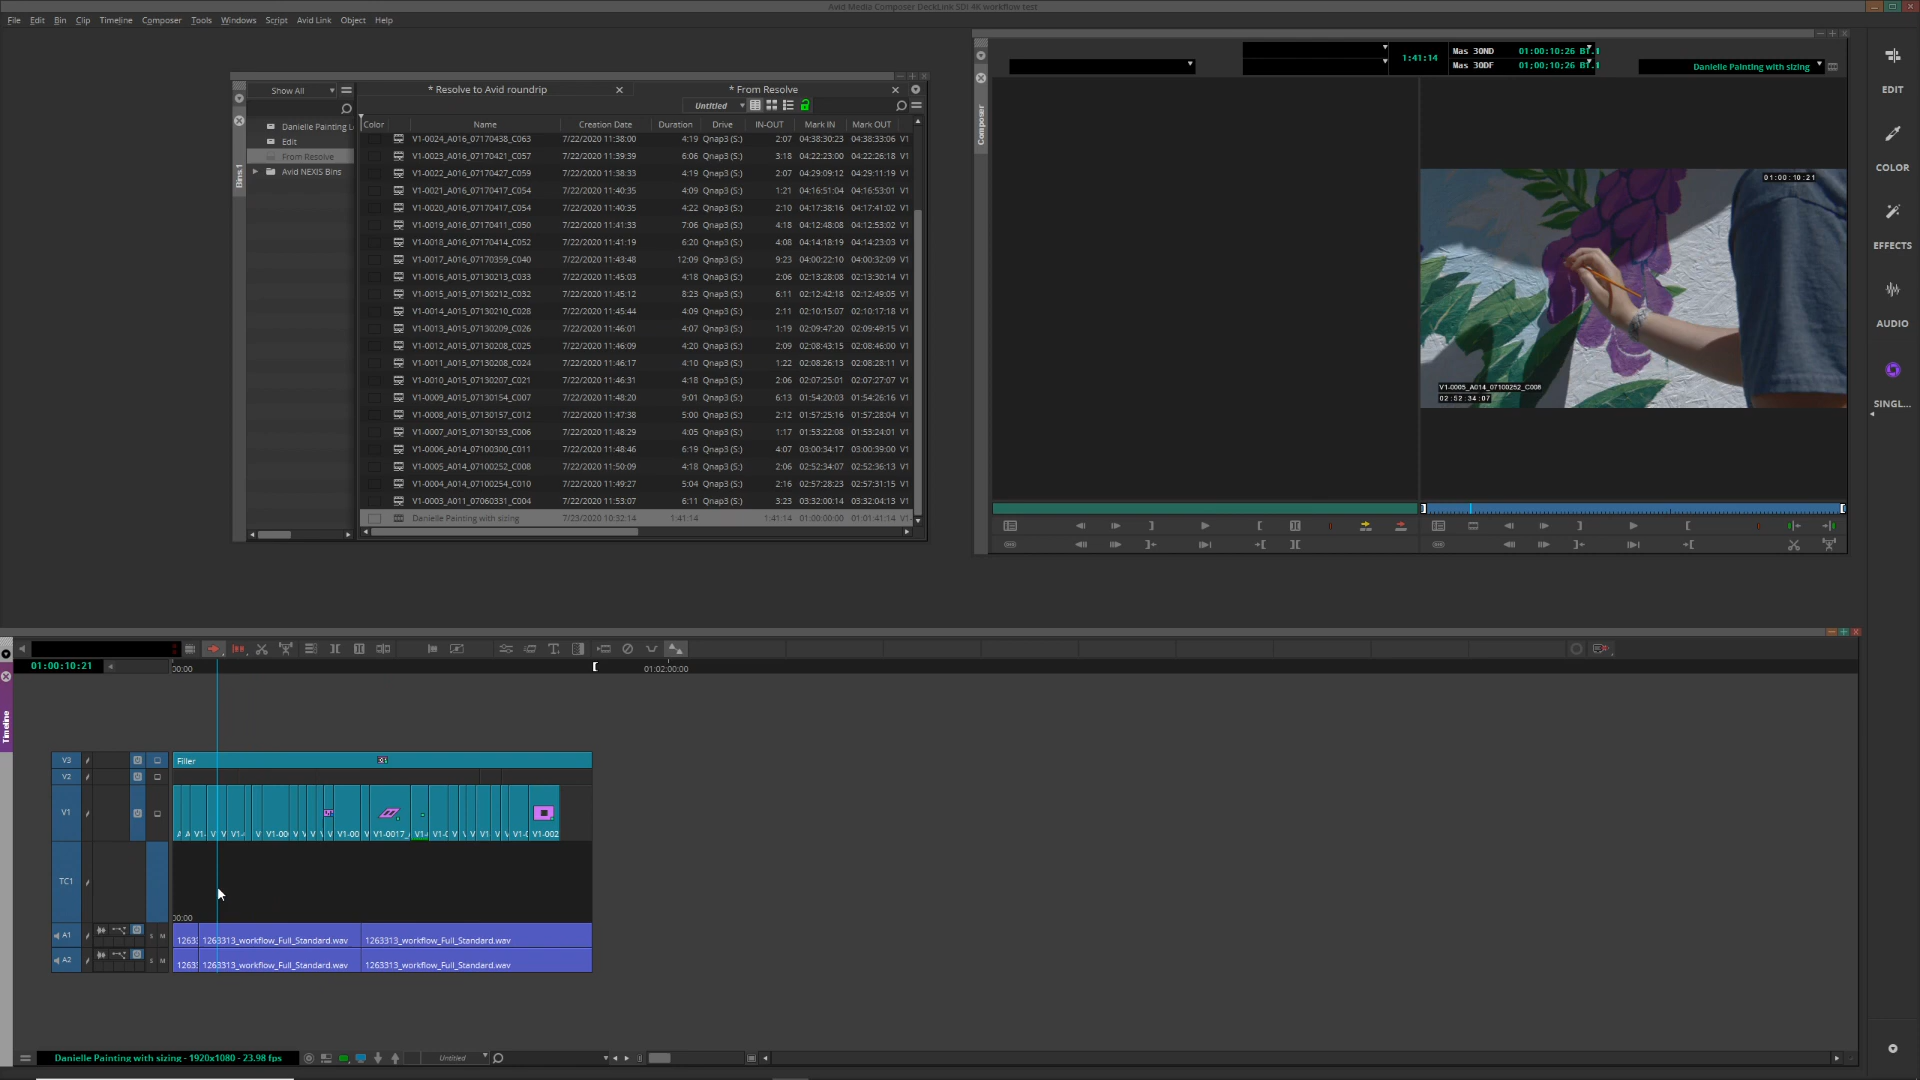 Avid Media Composer DeckLink SDI 4K workflow test
File Edit Bin Clip Timeline Composer Tools Windows Script Avid Link Object Help
Show All
* Resolve to Avid roundrip
* From Resolve
Untitled
Danielle Painting L
Edit
From Resolve
Avid NEXIS Bins
Bins 1
Color Name Creation Date Duration Drive IN-OUT Mark IN Mark OUT
V1-0024_A016_07170438_C063 7/22/2020 11:38:00 4:19 Qnap3 (S:) 2:07 04:38:30:23 04:38:33:06 V1
V1-0023_A016_07170421_C057 7/22/2020 11:39:39 6:06 Qnap3 (S:) 3:18 04:22:23:00 04:22:26:18 V1
V1-0022_A016_07170427_C059 7/22/2020 11:38:33 4:19 Qnap3 (S:) 2:07 04:29:09:12 04:29:11:19 V1
V1-0021_A016_07170417_C054 7/22/2020 11:40:35 4:09 Qnap3 (S:) 1:21 04:16:51:04 04:16:53:01 V1
V1-0020_A016_07170417_C054 7/22/2020 11:40:35 4:22 Qnap3 (S:) 2:10 04:17:38:16 04:17:41:02 V1
V1-0019_A016_07170411_C050 7/22/2020 11:41:33 7:06 Qnap3 (S:) 4:18 04:12:48:08 04:12:53:02 V1
V1-0018_A016_07170414_C052 7/22/2020 11:41:19 6:20 Qnap3 (S:) 4:08 04:14:18:19 04:14:23:03 V1
V1-0017_A016_07170359_C040 7/22/2020 11:43:48 12:09 Qnap3 (S:) 9:23 04:00:22:10 04:00:32:09 V1
V1-0016_A015_07130213_C033 7/22/2020 11:45:03 4:18 Qnap3 (S:) 2:06 02:13:28:08 02:13:30:14 V1
V1-0015_A015_07130212_C032 7/22/2020 11:45:12 8:23 Qnap3 (S:) 6:11 02:12:42:18 02:12:49:05 V1
V1-0014_A015_07130210_C028 7/22/2020 11:45:44 4:09 Qnap3 (S:) 2:11 02:10:15:07 02:10:17:18 V1
V1-0013_A015_07130209_C026 7/22/2020 11:46:01 4:07 Qnap3 (S:) 1:19 02:09:47:20 02:09:49:15 V1
V1-0012_A015_07130208_C025 7/22/2020 11:46:09 4:20 Qnap3 (S:) 2:09 02:08:43:15 02:08:46:00 V1
V1-0011_A015_07130208_C024 7/22/2020 11:46:17 4:10 Qnap3 (S:) 1:22 02:08:26:13 02:08:28:11 V1
V1-0010_A015_07130207_C021 7/22/2020 11:46:31 4:18 Qnap3 (S:) 2:06 02:07:25:01 02:07:27:07 V1
V1-0009_A015_07130154_C007 7/22/2020 11:48:20 9:01 Qnap3 (S:) 6:13 01:54:20:03 01:54:26:16 V1
V1-0008_A015_07130157_C012 7/22/2020 11:47:38 5:00 Qnap3 (S:) 2:12 01:57:25:16 01:57:28:04 V1
V1-0007_A015_07130153_C006 7/22/2020 11:48:29 4:05 Qnap3 (S:) 1:17 01:53:22:08 01:53:24:01 V1
V1-0006_A014_07100300_C011 7/22/2020 11:48:46 6:19 Qnap3 (S:) 4:07 03:00:34:17 03:00:39:00 V1
V1-0005_A014_07100252_C008 7/22/2020 11:50:09 4:18 Qnap3 (S:) 2:06 02:52:34:07 02:52:36:13 V1
V1-0004_A014_07100254_C010 7/22/2020 11:49:27 5:04 Qnap3 (S:) 2:16 02:57:28:23 02:57:31:15 V1
V1-0003_A011_07060331_C004 7/22/2020 11:53:07 6:11 Qnap3 (S:) 3:23 03:32:00:14 03:32:04:13 V1
Danielle Painting with sizing 7/23/2020 10:32:14 1:41:14 1:41:14 01:00:00:00 01:01:41:14 V1-
Composer
1:41:14
Mas 30ND 01:00:10:26
Mas 30DF 01;00;10;26
Danielle Painting with sizing
01:00:10:21
V1-0005_A014_07100252_C008
02:52:34:07
EDIT
COLOR
EFFECTS
AUDIO
SINGL...
Timeline
01:00:10:21
00:00
01:02:00:00
V3 Filler
V2
V1
V1-0017_
V1-002
TC1
00:00
A1 S M 1263 1263313_workflow_Full_Standard.wav 1263313_workflow_Full_Standard.wav
A2 S M 1263 1263313_workflow_Full_Standard.wav 1263313_workflow_Full_Standard.wav
Danielle Painting with sizing - 1920x1080 - 23.98 fps
Untitled